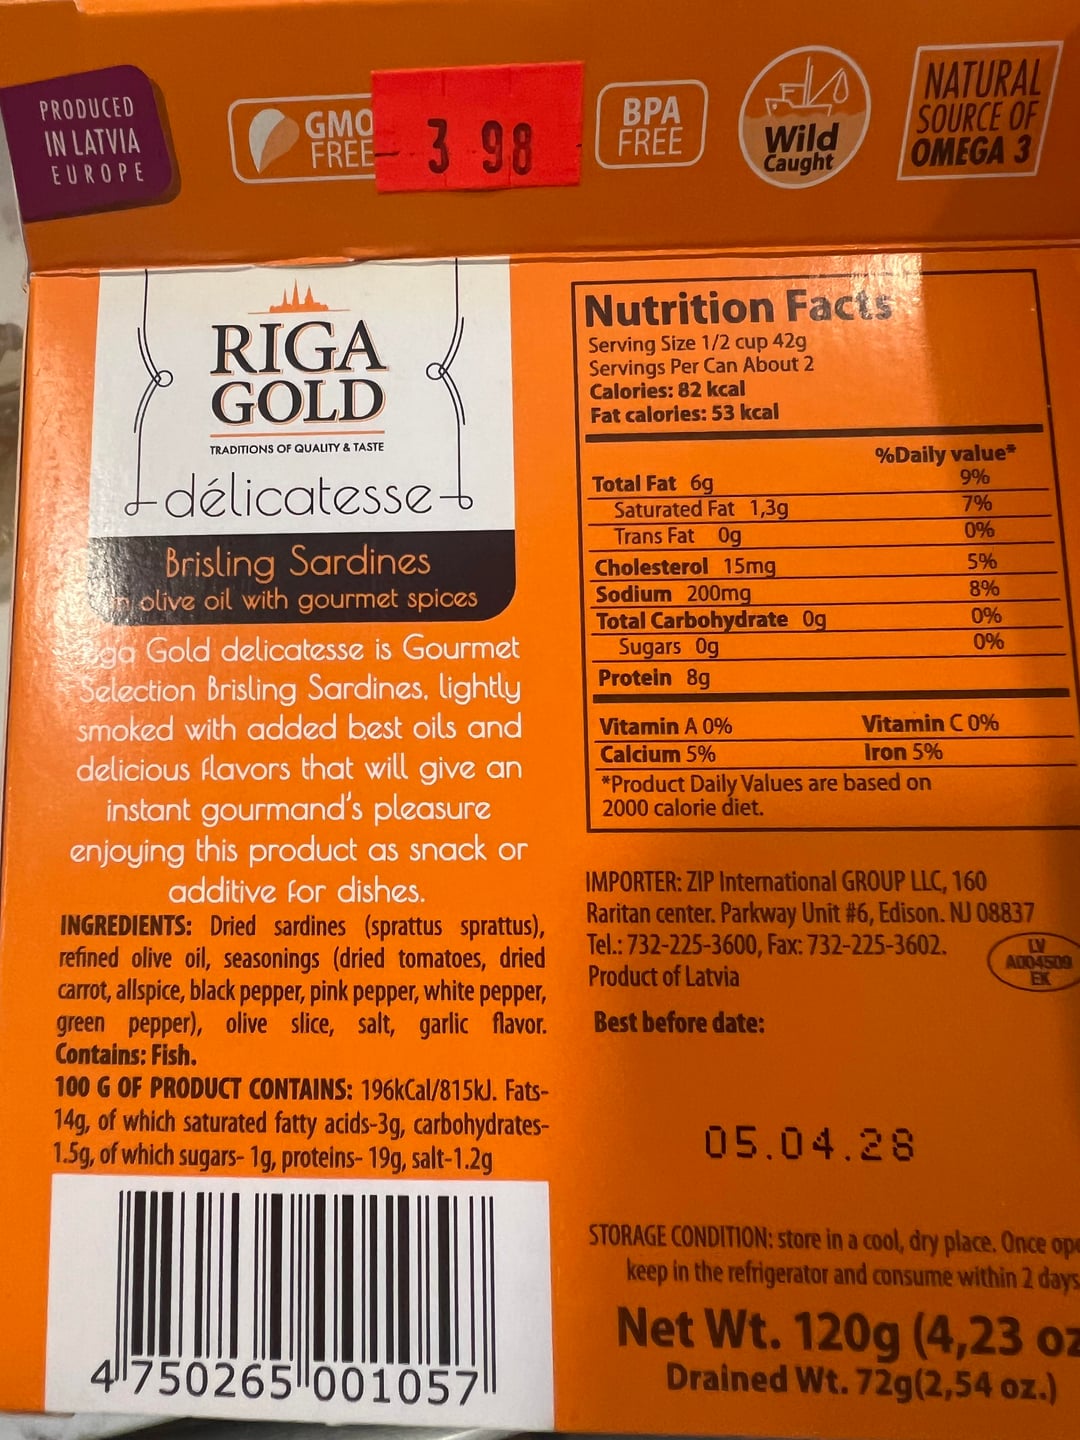 PRODUCED
IN LATVIA
EUROPE
GMO
FREE
3 98
BPA
FREE
Wild
Caught
NATURAL
SOURCE OF
OMEGA 3
RIGA
GOLD
TRADITIONS OF QUALITY & TASTE
délicatesse
Brisling Sardines
in olive oil with gourmet spices
Riga Gold delicatesse is Gourmet
Selection Brisling Sardines, lightly
smoked with added best oils and
delicious flavors that will give an
instant gourmand's pleasure
enjoying this product as snack or
additive for dishes.
INGREDIENTS: Dried sardines (sprattus sprattus),
refined olive oil, seasonings (dried tomatoes, dried
carrot, allspice, black pepper, pink pepper, white pepper,
green pepper), olive slice, salt, garlic flavor.
Contains: Fish.
100 G OF PRODUCT CONTAINS: 196kCal/815kJ. Fats-
14g, of which saturated fatty acids-3g, carbohydrates-
1.5g, of which sugars- 1g, proteins- 19g, salt-1.2g
4 750265 001057
Nutrition Facts
Serving Size 1/2 cup 42g
Servings Per Can About 2
Calories: 82 kcal
Fat calories: 53 kcal
%Daily value*
Total Fat 6g 9%
Saturated Fat 1,3g 7%
Trans Fat 0g 0%
Cholesterol 15mg 5%
Sodium 200mg 8%
Total Carbohydrate 0g 0%
Sugars 0g 0%
Protein 8g
Vitamin A 0% Vitamin C 0%
Calcium 5% Iron 5%
*Product Daily Values are based on
2000 calorie diet.
IMPORTER: ZIP International GROUP LLC, 160
Raritan center. Parkway Unit #6, Edison. NJ 08837
Tel.: 732-225-3600, Fax: 732-225-3602.
Product of Latvia
LV
A004509
EK
Best before date:
05.04.28
STORAGE CONDITION: store in a cool, dry place. Once ope
keep in the refrigerator and consume within 2 days
Net Wt. 120g (4,23 oz
Drained Wt. 72g(2,54 oz.)